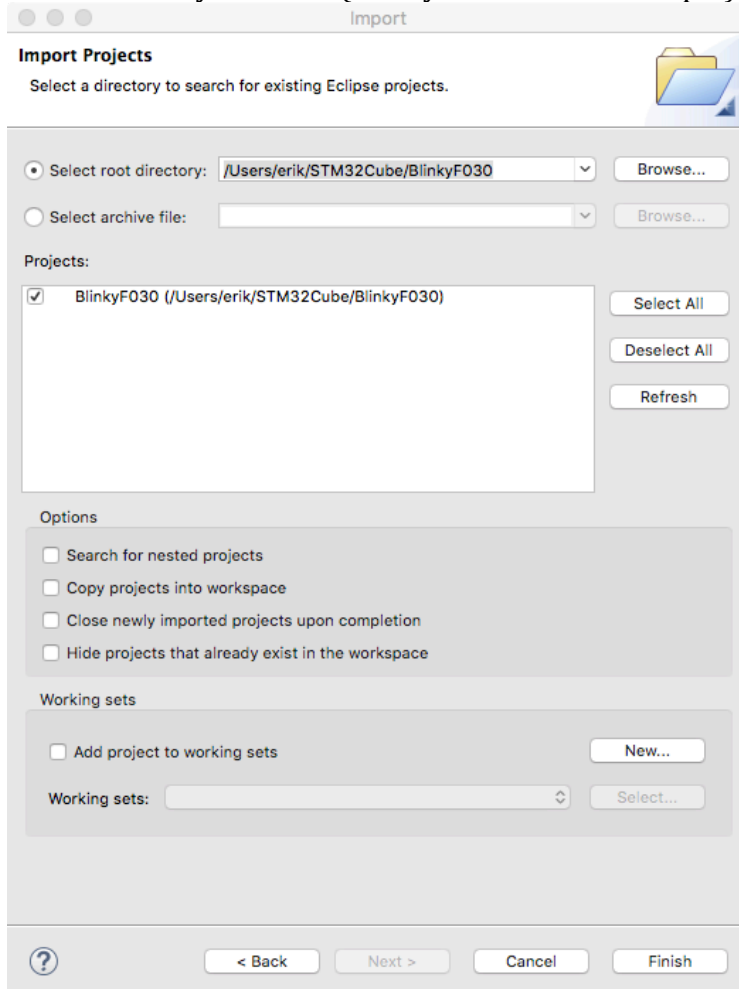 Import
Import Projects
Select a directory to search for existing Eclipse projects.
Select root directory: /Users/erik/STM32Cube/BlinkyF030 Browse...
Select archive file: Browse...
Projects:
BlinkyF030 (/Users/erik/STM32Cube/BlinkyF030)
Select All
Deselect All
Refresh
Options
Search for nested projects
Copy projects into workspace
Close newly imported projects upon completion
Hide projects that already exist in the workspace
Working sets
Add project to working sets New...
Working sets: Select...
? < Back Next > Cancel Finish